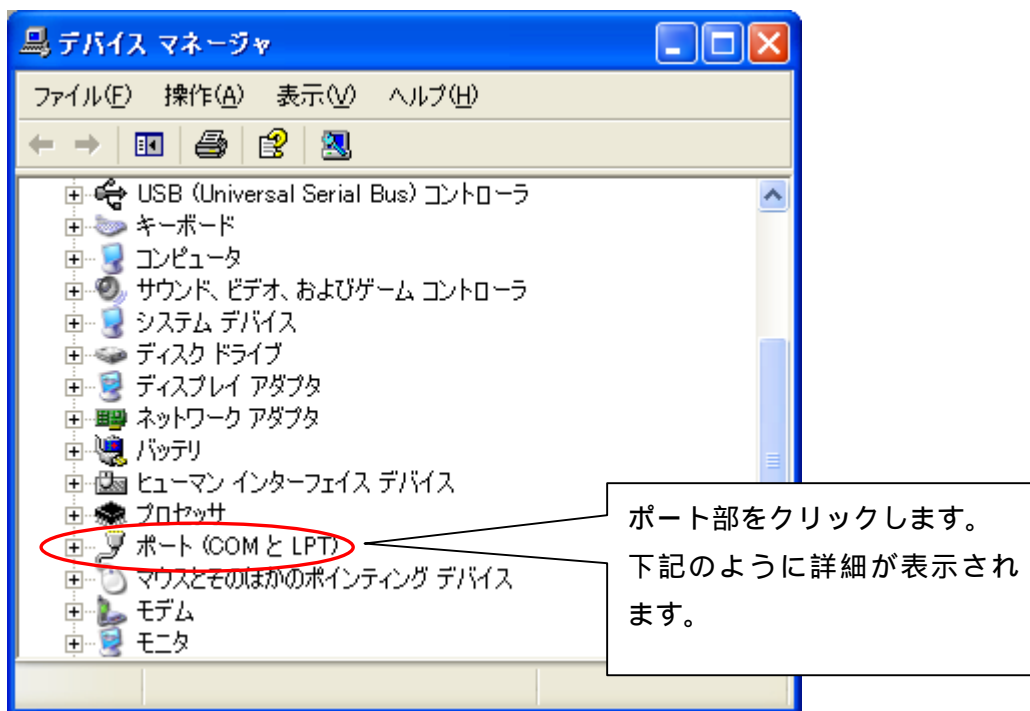 デバイス マネージャ
ファイル(F) 操作(A) 表示(V) ヘルプ(H)
USB (Universal Serial Bus) コントローラ
キーボード
コンピュータ
サウンド、ビデオ、およびゲーム コントローラ
システム デバイス
ディスク ドライブ
ディスプレイ アダプタ
ネットワーク アダプタ
バッテリ
ヒューマン インターフェイス デバイス
プロセッサ
ポート (COM と LPT)
マウスとそのほかのポインティング デバイス
モデム
モニタ
ポート部をクリックします。
下記のように詳細が表示され
ます。